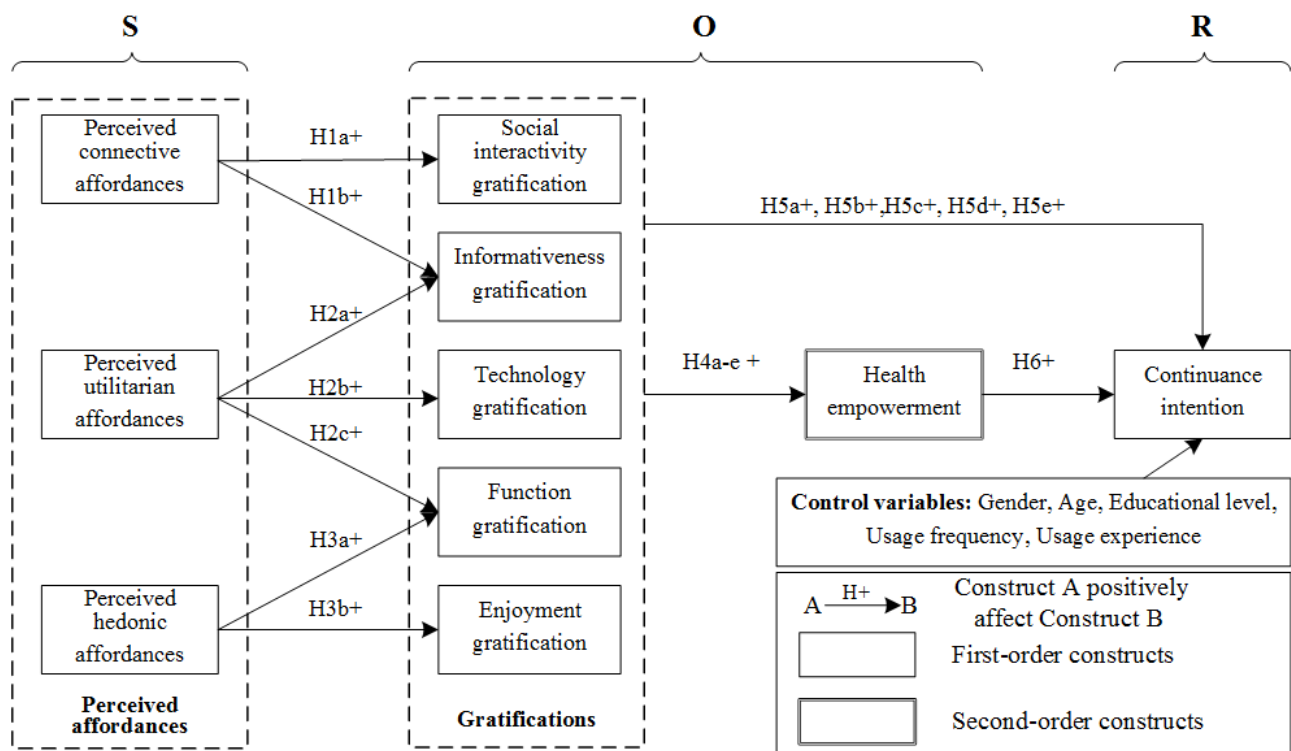 S
O
R
Perceived
connective
affordances
H1a+
Social
interactivity
gratification
H1b+
H5a+, H5b+,H5c+, H5d+, H5e+
Informativeness
gratification
H2a+
Perceived
utilitarian
affordances
H2b+
Technology
gratification
H4a-e +
Health
empowerment
H6+
Continuance
intention
H2c+
Function
gratification
Control variables: Gender, Age, Educational level,
Usage frequency, Usage experience
H3a+
Perceived
hedonic
affordances
H3b+
Enjoyment
gratification
A H+ B
Construct A positively
affect Construct B
First-order constructs
Second-order constructs
Perceived
affordances
Gratifications